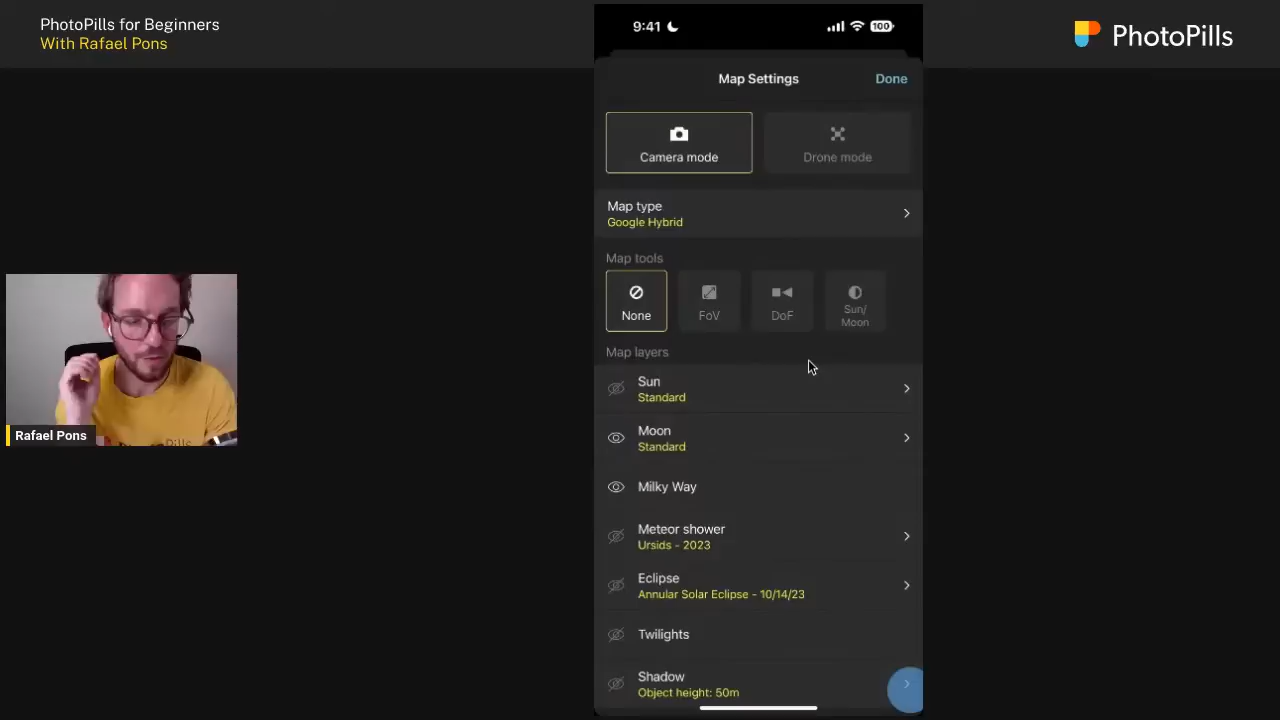 PhotoPills for Beginners
With Rafael Pons
PhotoPills
9:41
100
Map Settings
Done
Camera mode
Drone mode
Map type
Google Hybrid
Map tools
None
FoV
DoF
Sun/
Moon
Map layers
Sun
Standard
Moon
Standard
Milky Way
Meteor shower
Ursids - 2023
Eclipse
Annular Solar Eclipse - 10/14/23
Twilights
Shadow
Object height: 50m
Rafael Pons